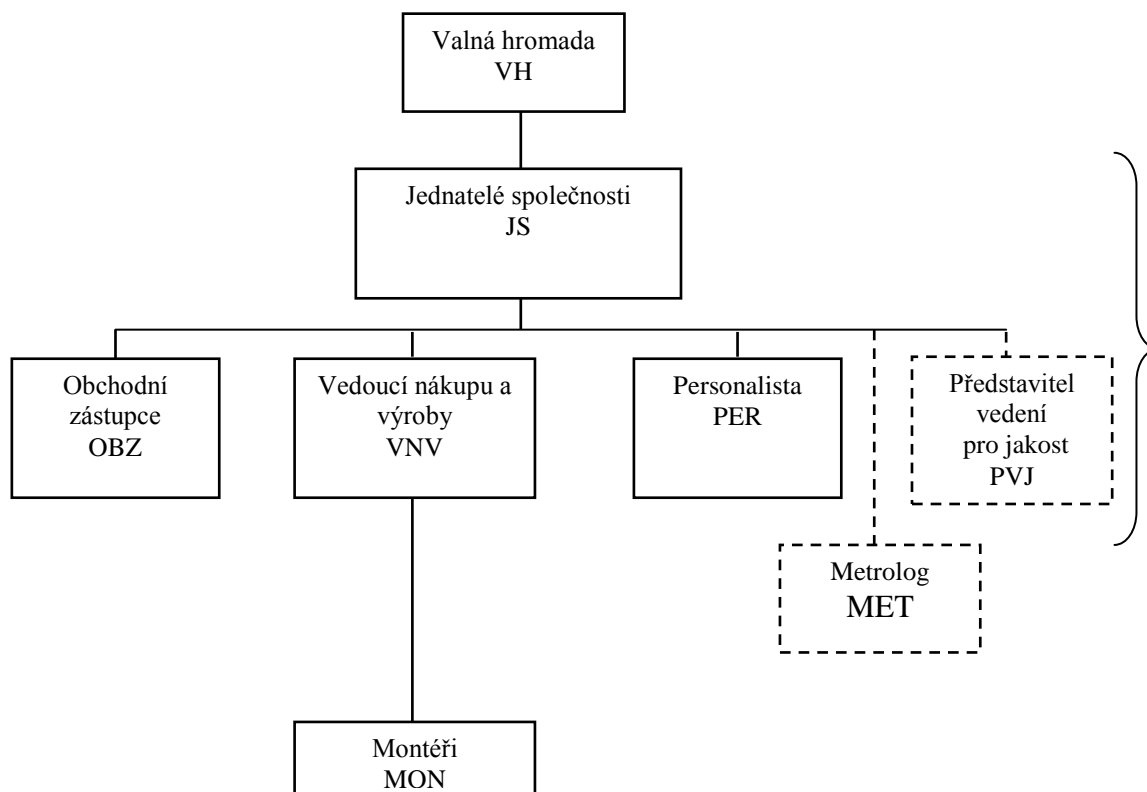 Valná hromada
VH
Jednatelé společnosti
JS
Obchodní
zástupce
OBZ
Vedoucí nákupu a
výroby
VNV
Personalista
PER
Představitel
vedení
pro jakost
PVJ
Metrolog
MET
Montéři
MON